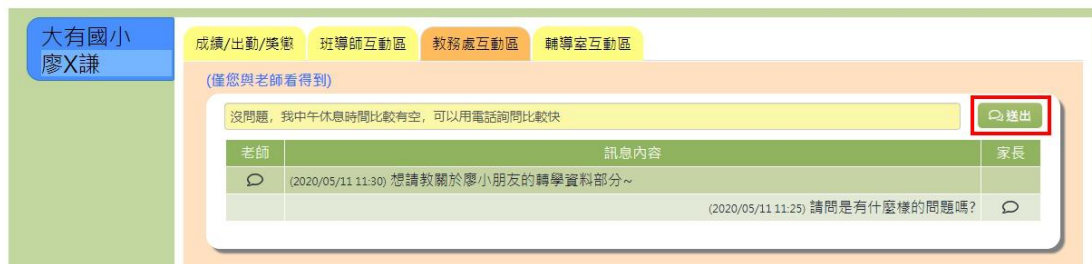 大有國小
廖X謙
成績/出勤/獎懲 班導師互動區 教務處互動區 輔導室互動區
(僅您與老師看得到)
沒問題，我中午休息時間比較有空，可以用電話詢問比較快 送出
老師 訊息內容 家長
(2020/05/11 11:30) 想請教關於廖小朋友的轉學資料部分~
(2020/05/11 11:25) 請問是有什麼樣的問題嗎?